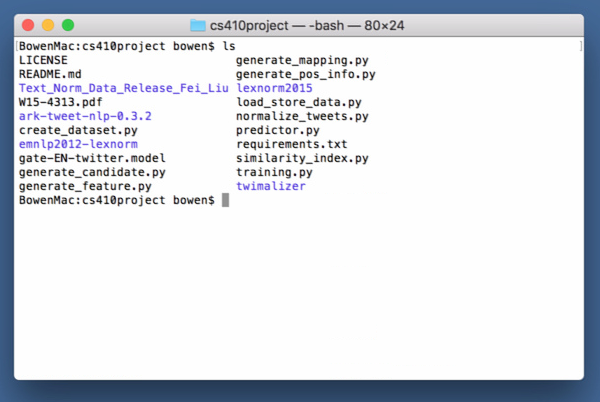 cs410project — -bash — 80×24
[BowenMac:cs410project bowen$ ls ]
LICENSE generate_mapping.py
README.md generate_pos_info.py
Text_Norm_Data_Release_Fei_Liu lexnorm2015
W15-4313.pdf load_store_data.py
ark-tweet-nlp-0.3.2 normalize_tweets.py
create_dataset.py predictor.py
emnlp2012-lexnorm requirements.txt
gate-EN-twitter.model similarity_index.py
generate_candidate.py training.py
generate_feature.py twimalizer
BowenMac:cs410project bowen$